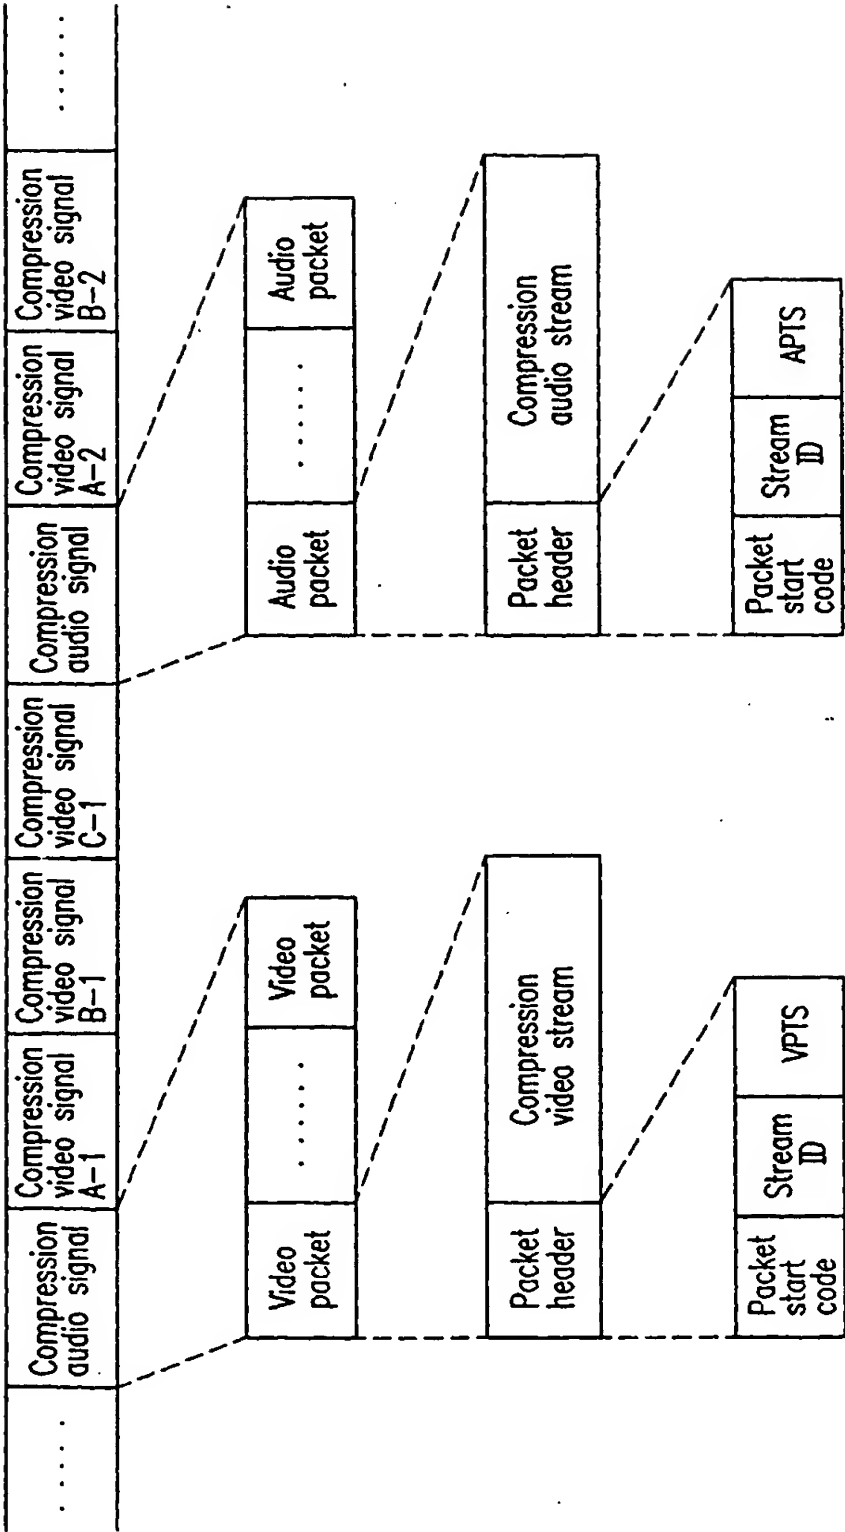 . . . . .
Compression
audio signal
Compression
video signal
A-1
Compression
video signal
B-1
Compression
video signal
C-1
Compression
audio signal
Compression
video signal
A-2
Compression
video signal
B-2
. . . . . .
Video
packet
. . . . . .
Video
packet
Audio
packet
. . . . . .
Audio
packet
Packet
header
Compression
video stream
Packet
header
Compression
audio stream
Packet
start
code
Stream
ID
VPTS
Packet
start
code
Stream
ID
APTS